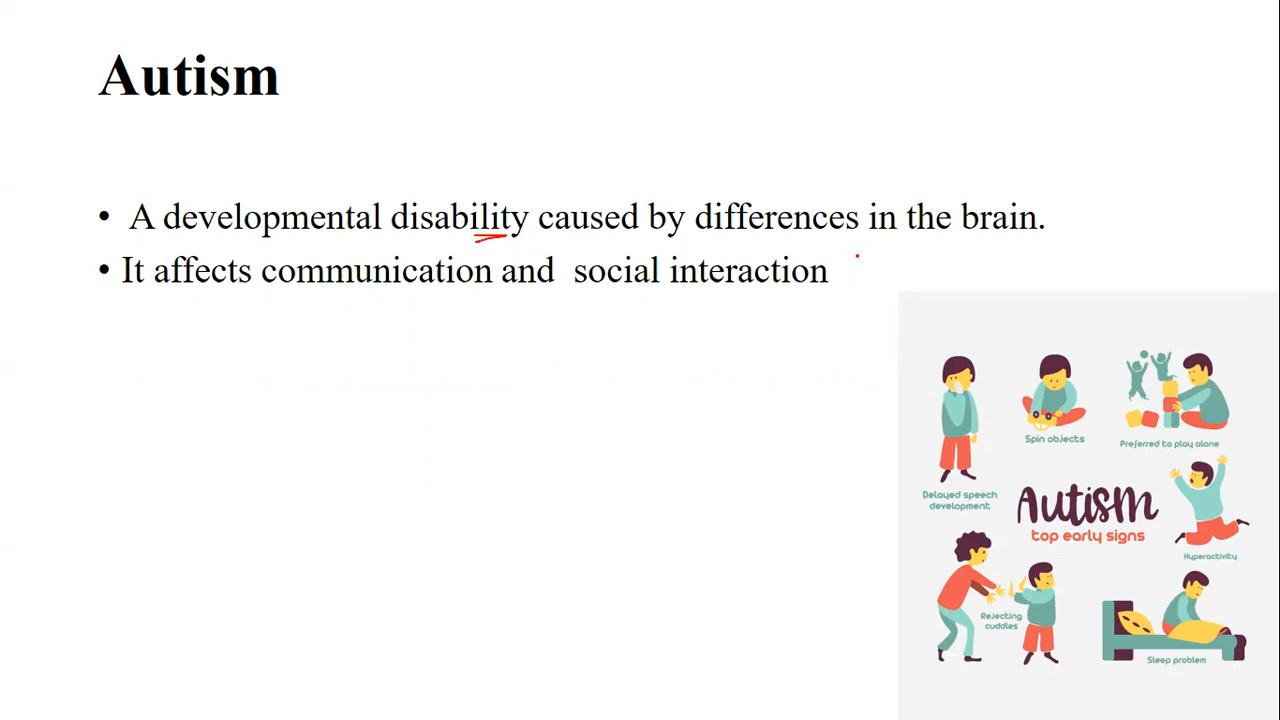 Autism
• A developmental disability caused by differences in the brain.
• It affects communication and  social interaction
Spin objects
Preferred to play alone
Delayed speech
development
Autism
top early signs
Hyperactivity
Rejecting
cuddles
Sleep problem